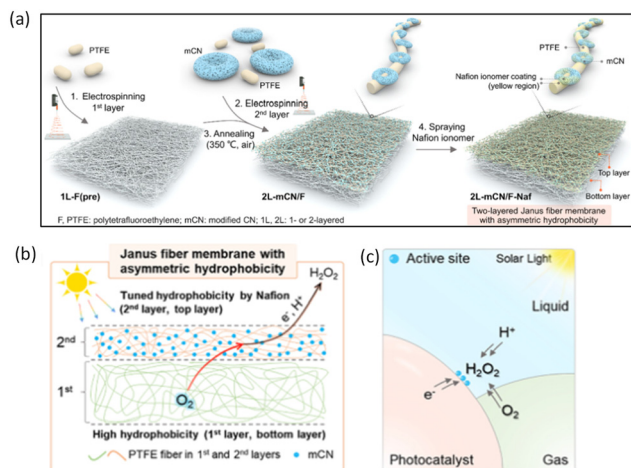 (a)
PTFE
mCN
PTFE
PTFE
mCN
Nafion ionomer coating
(yellow region)
1. Electrospinning
1st layer
2. Electrospinning
2nd layer
3. Annealing
(350 ℃, air)
4. Spraying
Nafion ionomer
Top layer
Bottom layer
1L-F(pre)
2L-mCN/F
2L-mCN/F-Naf
F, PTFE: polytetrafluoroethylene; mCN: modified CN; 1L, 2L: 1- or 2-layered
Two-layered Janus fiber membrane
with asymmetric hydrophobicity
(b)
Janus fiber membrane with
asymmetric hydrophobicity
H2O2
Tuned hydrophobicity by Nafion
(2nd layer, top layer)
e-, H+
2nd
1st
O2
High hydrophobicity (1st layer, bottom layer)
PTFE fiber in 1st and 2nd layers
mCN
(c)
Active site
Solar Light
Liquid
H+
H2O2
e-
O2
Photocatalyst
Gas